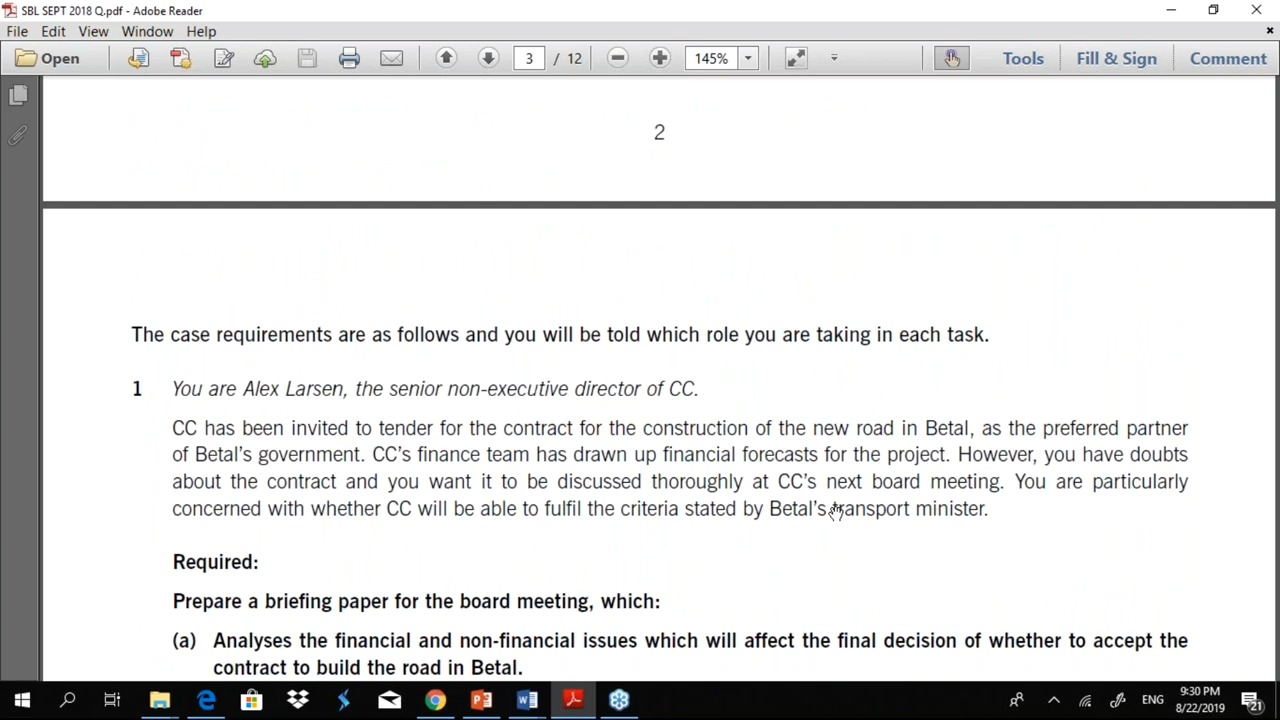 SBL SEPT 2018 Q.pdf - Adobe Reader
File Edit View Window Help
Open 3 / 12 145% Tools Fill & Sign Comment
2
The case requirements are as follows and you will be told which role you are taking in each task.
1 You are Alex Larsen, the senior non-executive director of CC.
CC has been invited to tender for the contract for the construction of the new road in Betal, as the preferred partner
of Betal's government. CC's finance team has drawn up financial forecasts for the project. However, you have doubts
about the contract and you want it to be discussed thoroughly at CC's next board meeting. You are particularly
concerned with whether CC will be able to fulfil the criteria stated by Betal's transport minister.
Required:
Prepare a briefing paper for the board meeting, which:
(a) Analyses the financial and non-financial issues which will affect the final decision of whether to accept the
contract to build the road in Betal.
ENG 9:30 PM
8/22/2019 21